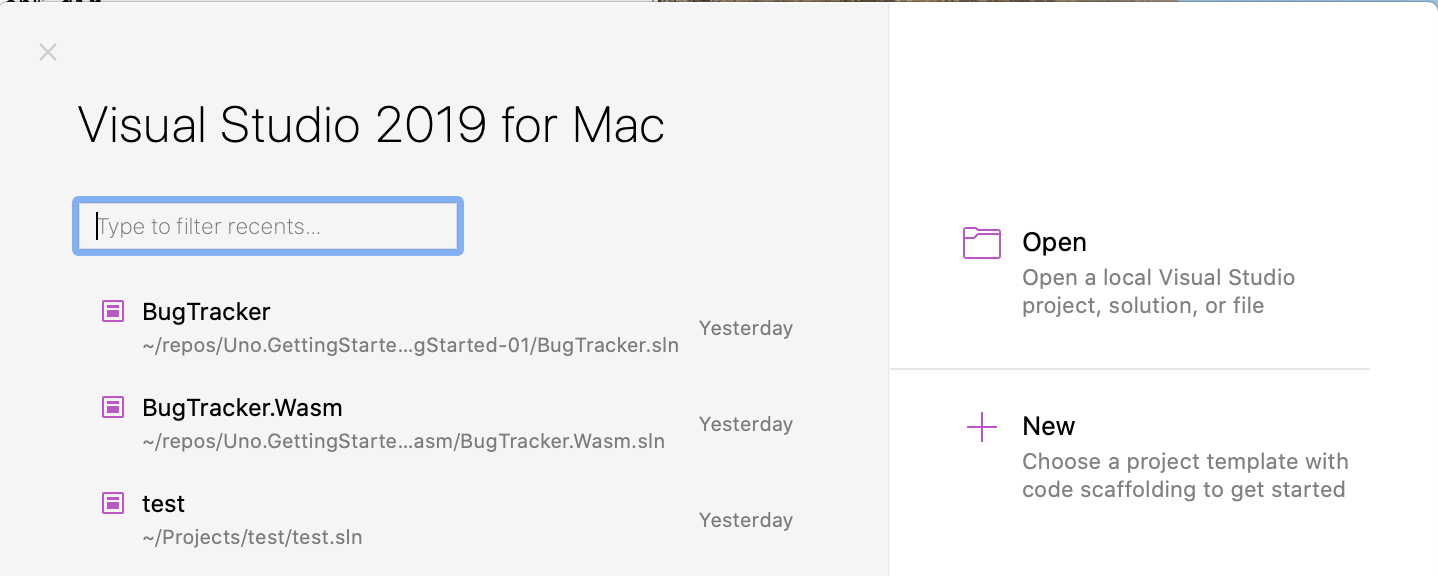 Visual Studio 2019 for Mac
Type to filter recents...
BugTracker
~/repos/Uno.GettingStarte...gStarted-01/BugTracker.sln
Yesterday
BugTracker.Wasm
~/repos/Uno.GettingStarte...asm/BugTracker.Wasm.sln
Yesterday
test
~/Projects/test/test.sln
Yesterday
Open
Open a local Visual Studio
project, solution, or file
New
Choose a project template with
code scaffolding to get started